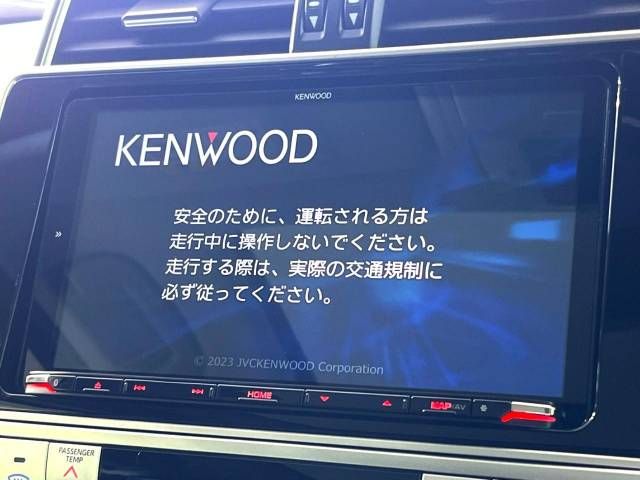 KENWOOD
KENWOOD
安全のために、運転される方は
走行中に操作しないでください。
走行する際は、実際の交通規制に
必ず従ってください。
© 2023 JVCKENWOOD Corporation
HOME
MAP/AV
PASSENGER
TEMP